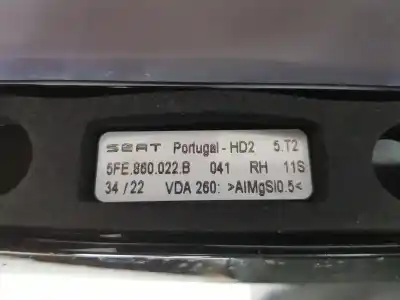 SEAT Portugal - HD2 5.T2
5FE.860.022.B 041 RH 11S
34 / 22 VDA 260: >AlMgSi0.5<